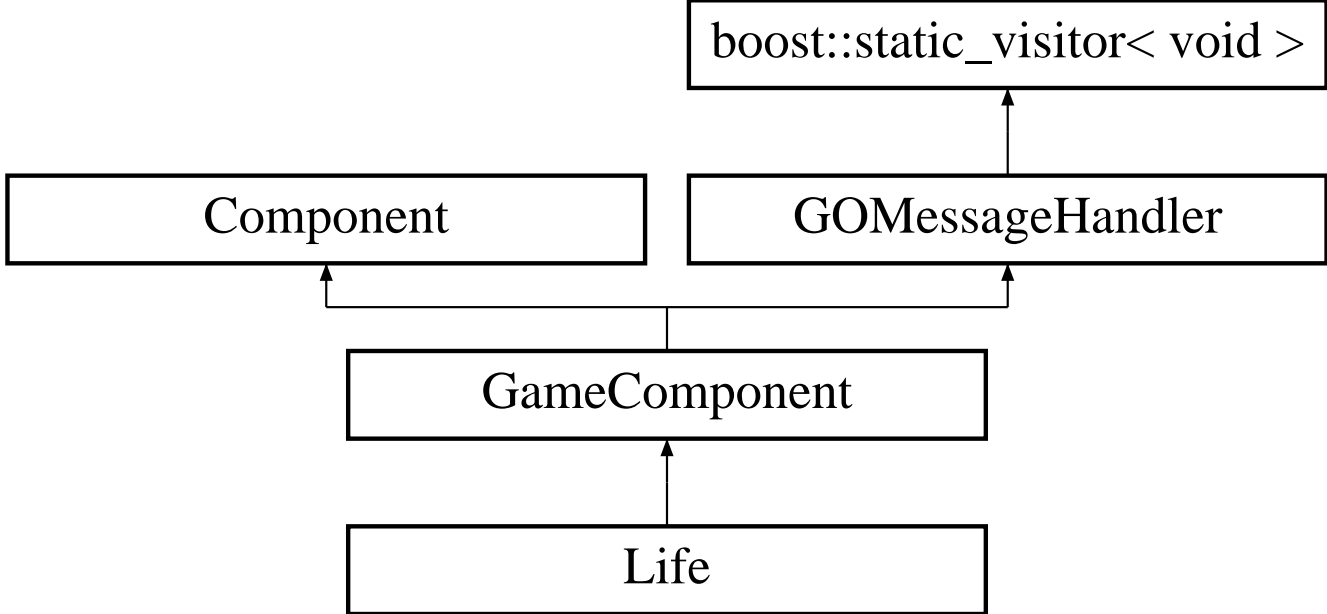 boost::static_visitor< void >
Component
GOMessageHandler
GameComponent
Life